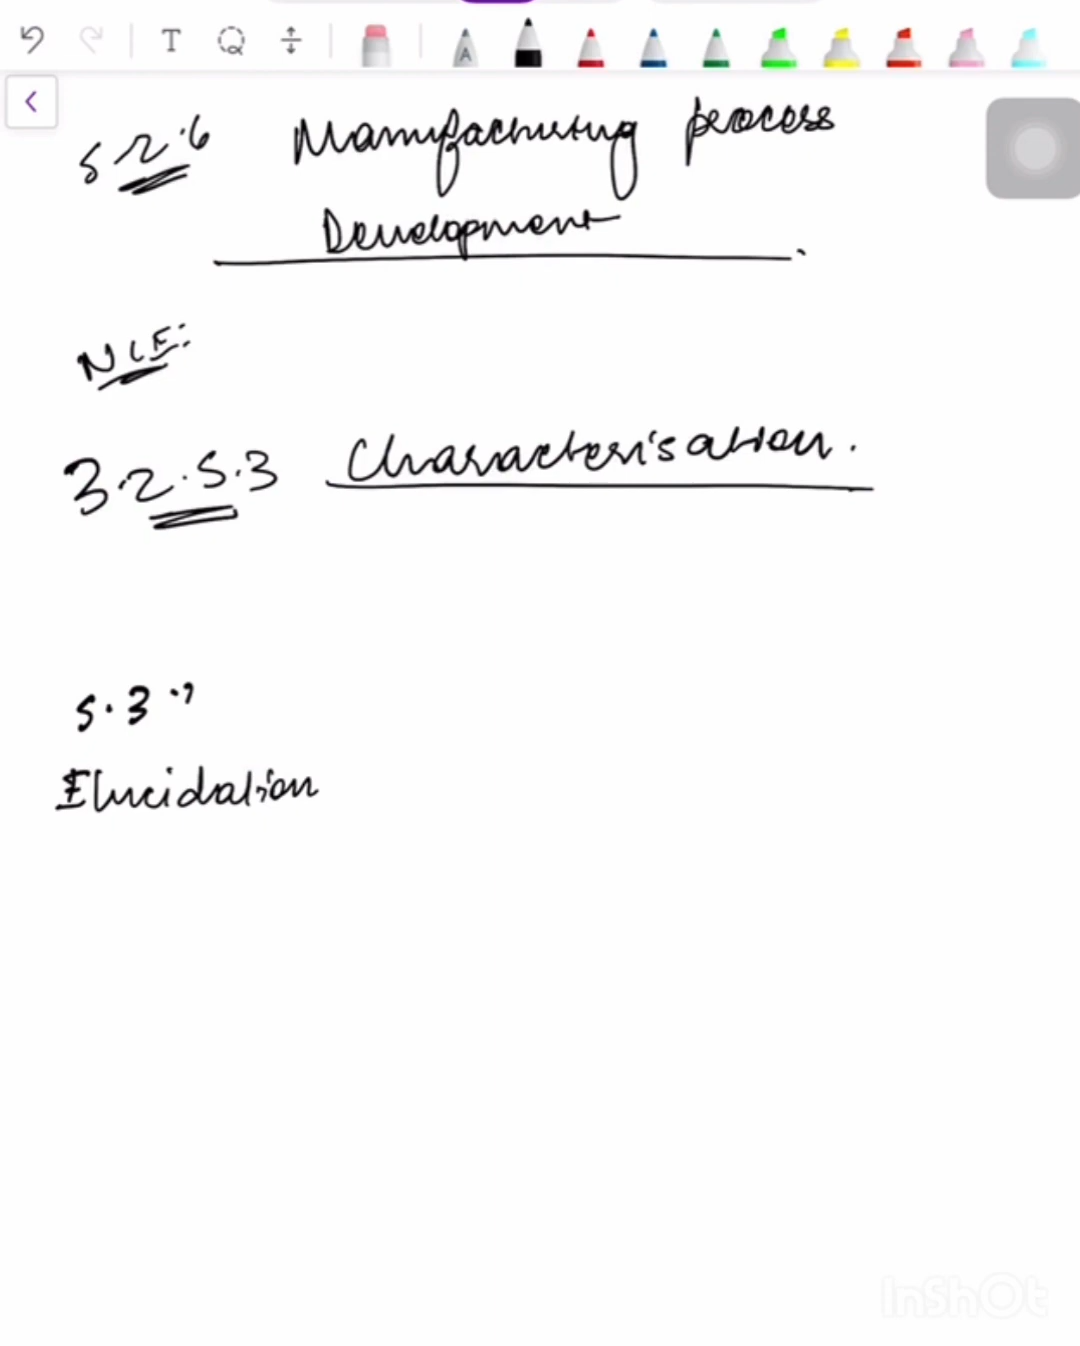 T
A
S.2.6 Manufacturing process
Development.
NCE:
3.2.S.3 Characterisation.
S.3.1
Elucidation
InShOt